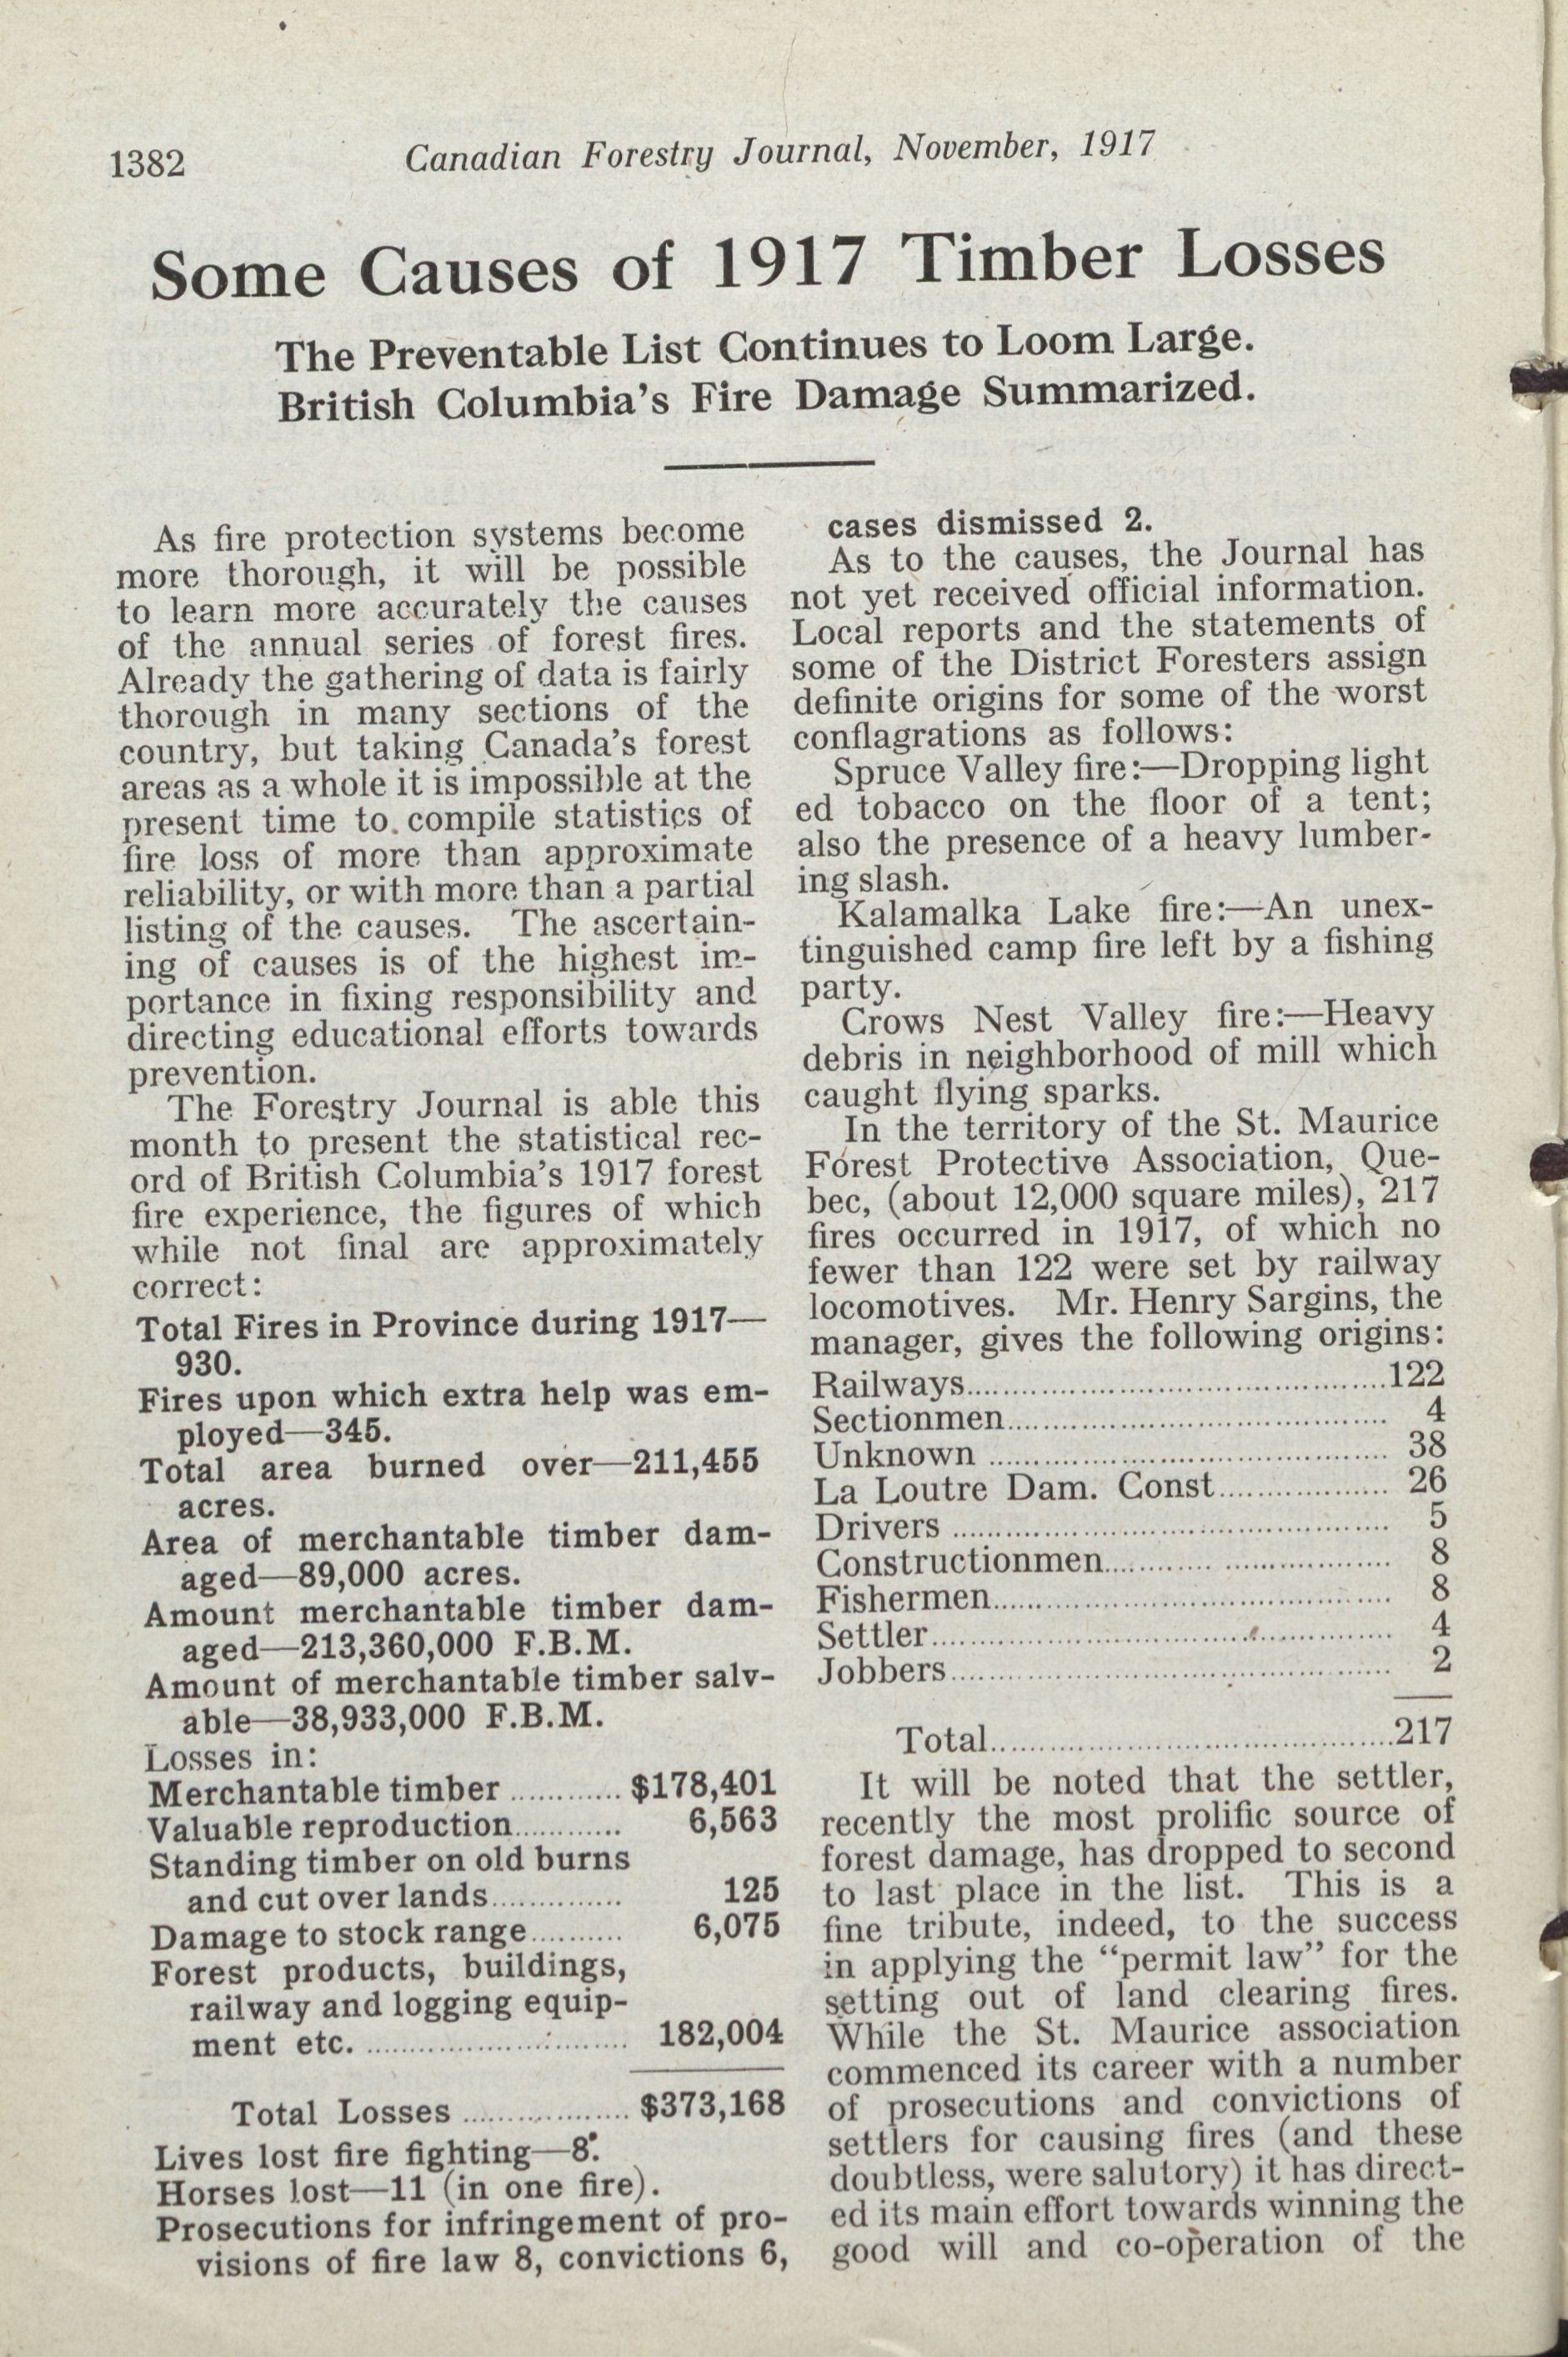 1382
Canadian Forestry Journal, November, 1917
Some Causes of 1917 Timber Losses
The Preventable List Continues to Loom Large.
British Columbia's Fire Damage Summarized.
As fire protection systems become
more thorough, it will be possible
to learn more accurately the causes
of the annual series of forest fires.
Already the gathering of data is fairly
thorough in many sections of the
country, but taking Canada's forest
areas as a whole it is impossible at the
present time to compile statistics of
fire loss of more than approximate
reliability, or with more than a partial
listing of the causes. The ascertain-
ing of causes is of the highest im-
portance in fixing responsibility and
directing educational efforts towards
prevention.
The Forestry Journal is able this
month to present the statistical rec-
ord of British Columbia's 1917 forest
fire experience, the figures of which
while not final are approximately
correct:
Total Fires in Province during 1917—
930.
Fires upon which extra help was em-
ployed—345.
Total area burned over—211,455
acres.
Area of merchantable timber dam-
aged—89,000 acres.
Amount merchantable timber dam-
aged—213,360,000 F.B.M.
Amount of merchantable timber salv-
able—38,933,000 F.B.M.
Losses in:
Merchantable timber ............ $178,401
Valuable reproduction............ 6,563
Standing timber on old burns
and cut over lands.............. 125
Damage to stock range.......... 6,075
Forest products, buildings,
railway and logging equip-
ment etc. ............................ 182,004
Total Losses .................. $373,168
Lives lost fire fighting—8.
Horses lost—11 (in one fire).
Prosecutions for infringement of pro-
visions of fire law 8, convictions 6,
cases dismissed 2.
As to the causes, the Journal has
not yet received official information.
Local reports and the statements of
some of the District Foresters assign
definite origins for some of the worst
conflagrations as follows:
Spruce Valley fire:—Dropping light
ed tobacco on the floor of a tent;
also the presence of a heavy lumber-
ing slash.
Kalamalka Lake fire:—An unex-
tinguished camp fire left by a fishing
party.
Crows Nest Valley fire:—Heavy
debris in neighborhood of mill which
caught flying sparks.
In the territory of the St. Maurice
Forest Protective Association, Que-
bec, (about 12,000 square miles), 217
fires occurred in 1917, of which no
fewer than 122 were set by railway
locomotives. Mr. Henry Sargins, the
manager, gives the following origins:
Railways............................................122
Sectionmen........................................ 4
Unknown .......................................... 38
La Loutre Dam. Const.................. 26
Drivers .............................................. 5
Constructionmen............................. 8
Fishermen.......................................... 8
Settler................................................ 4
Jobbers.............................................. 2
Total..........................................217
It will be noted that the settler,
recently the most prolific source of
forest damage, has dropped to second
to last place in the list. This is a
fine tribute, indeed, to the success
in applying the "permit law" for the
setting out of land clearing fires.
While the St. Maurice association
commenced its career with a number
of prosecutions and convictions of
settlers for causing fires (and these
doubtless, were salutory) it has direct-
ed its main effort towards winning the
good will and co-operation of the